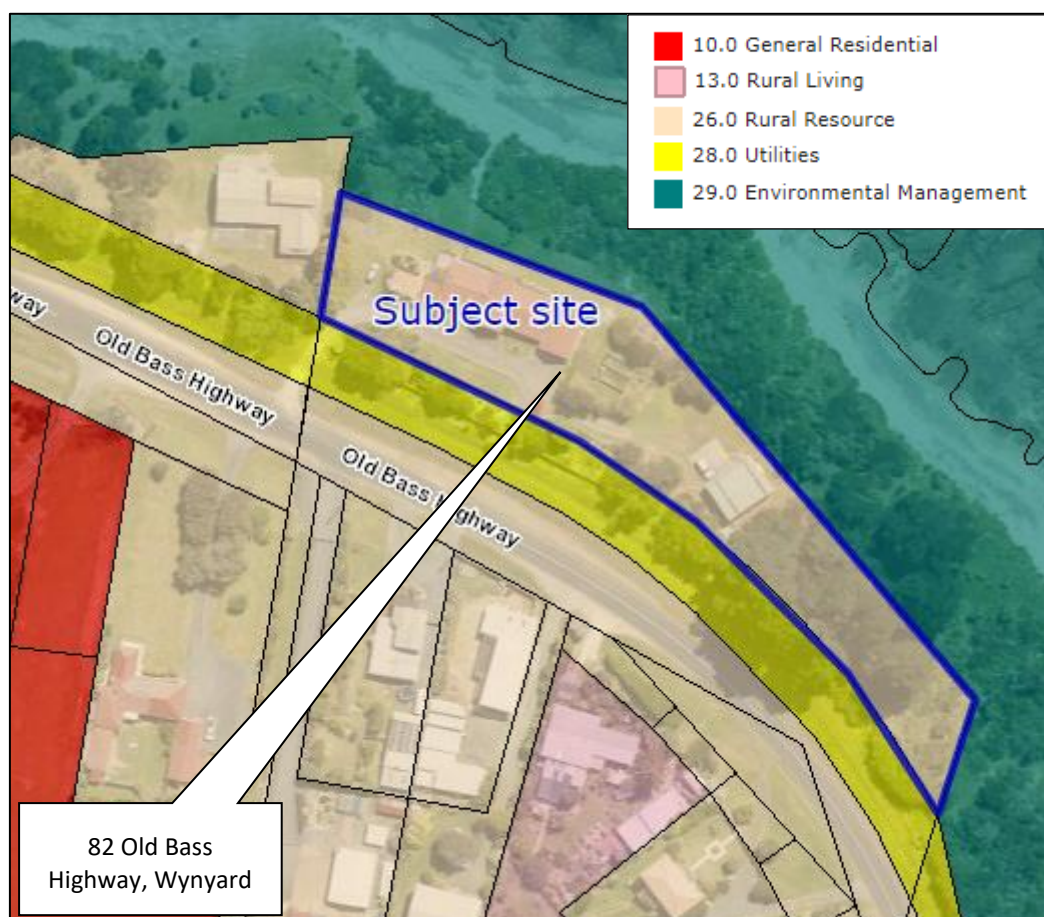 10.0 General Residential
13.0 Rural Living
26.0 Rural Resource
28.0 Utilities
29.0 Environmental Management
Subject site
way
Old Bass Highway
Old Bass Highway
82 Old Bass
Highway, Wynyard